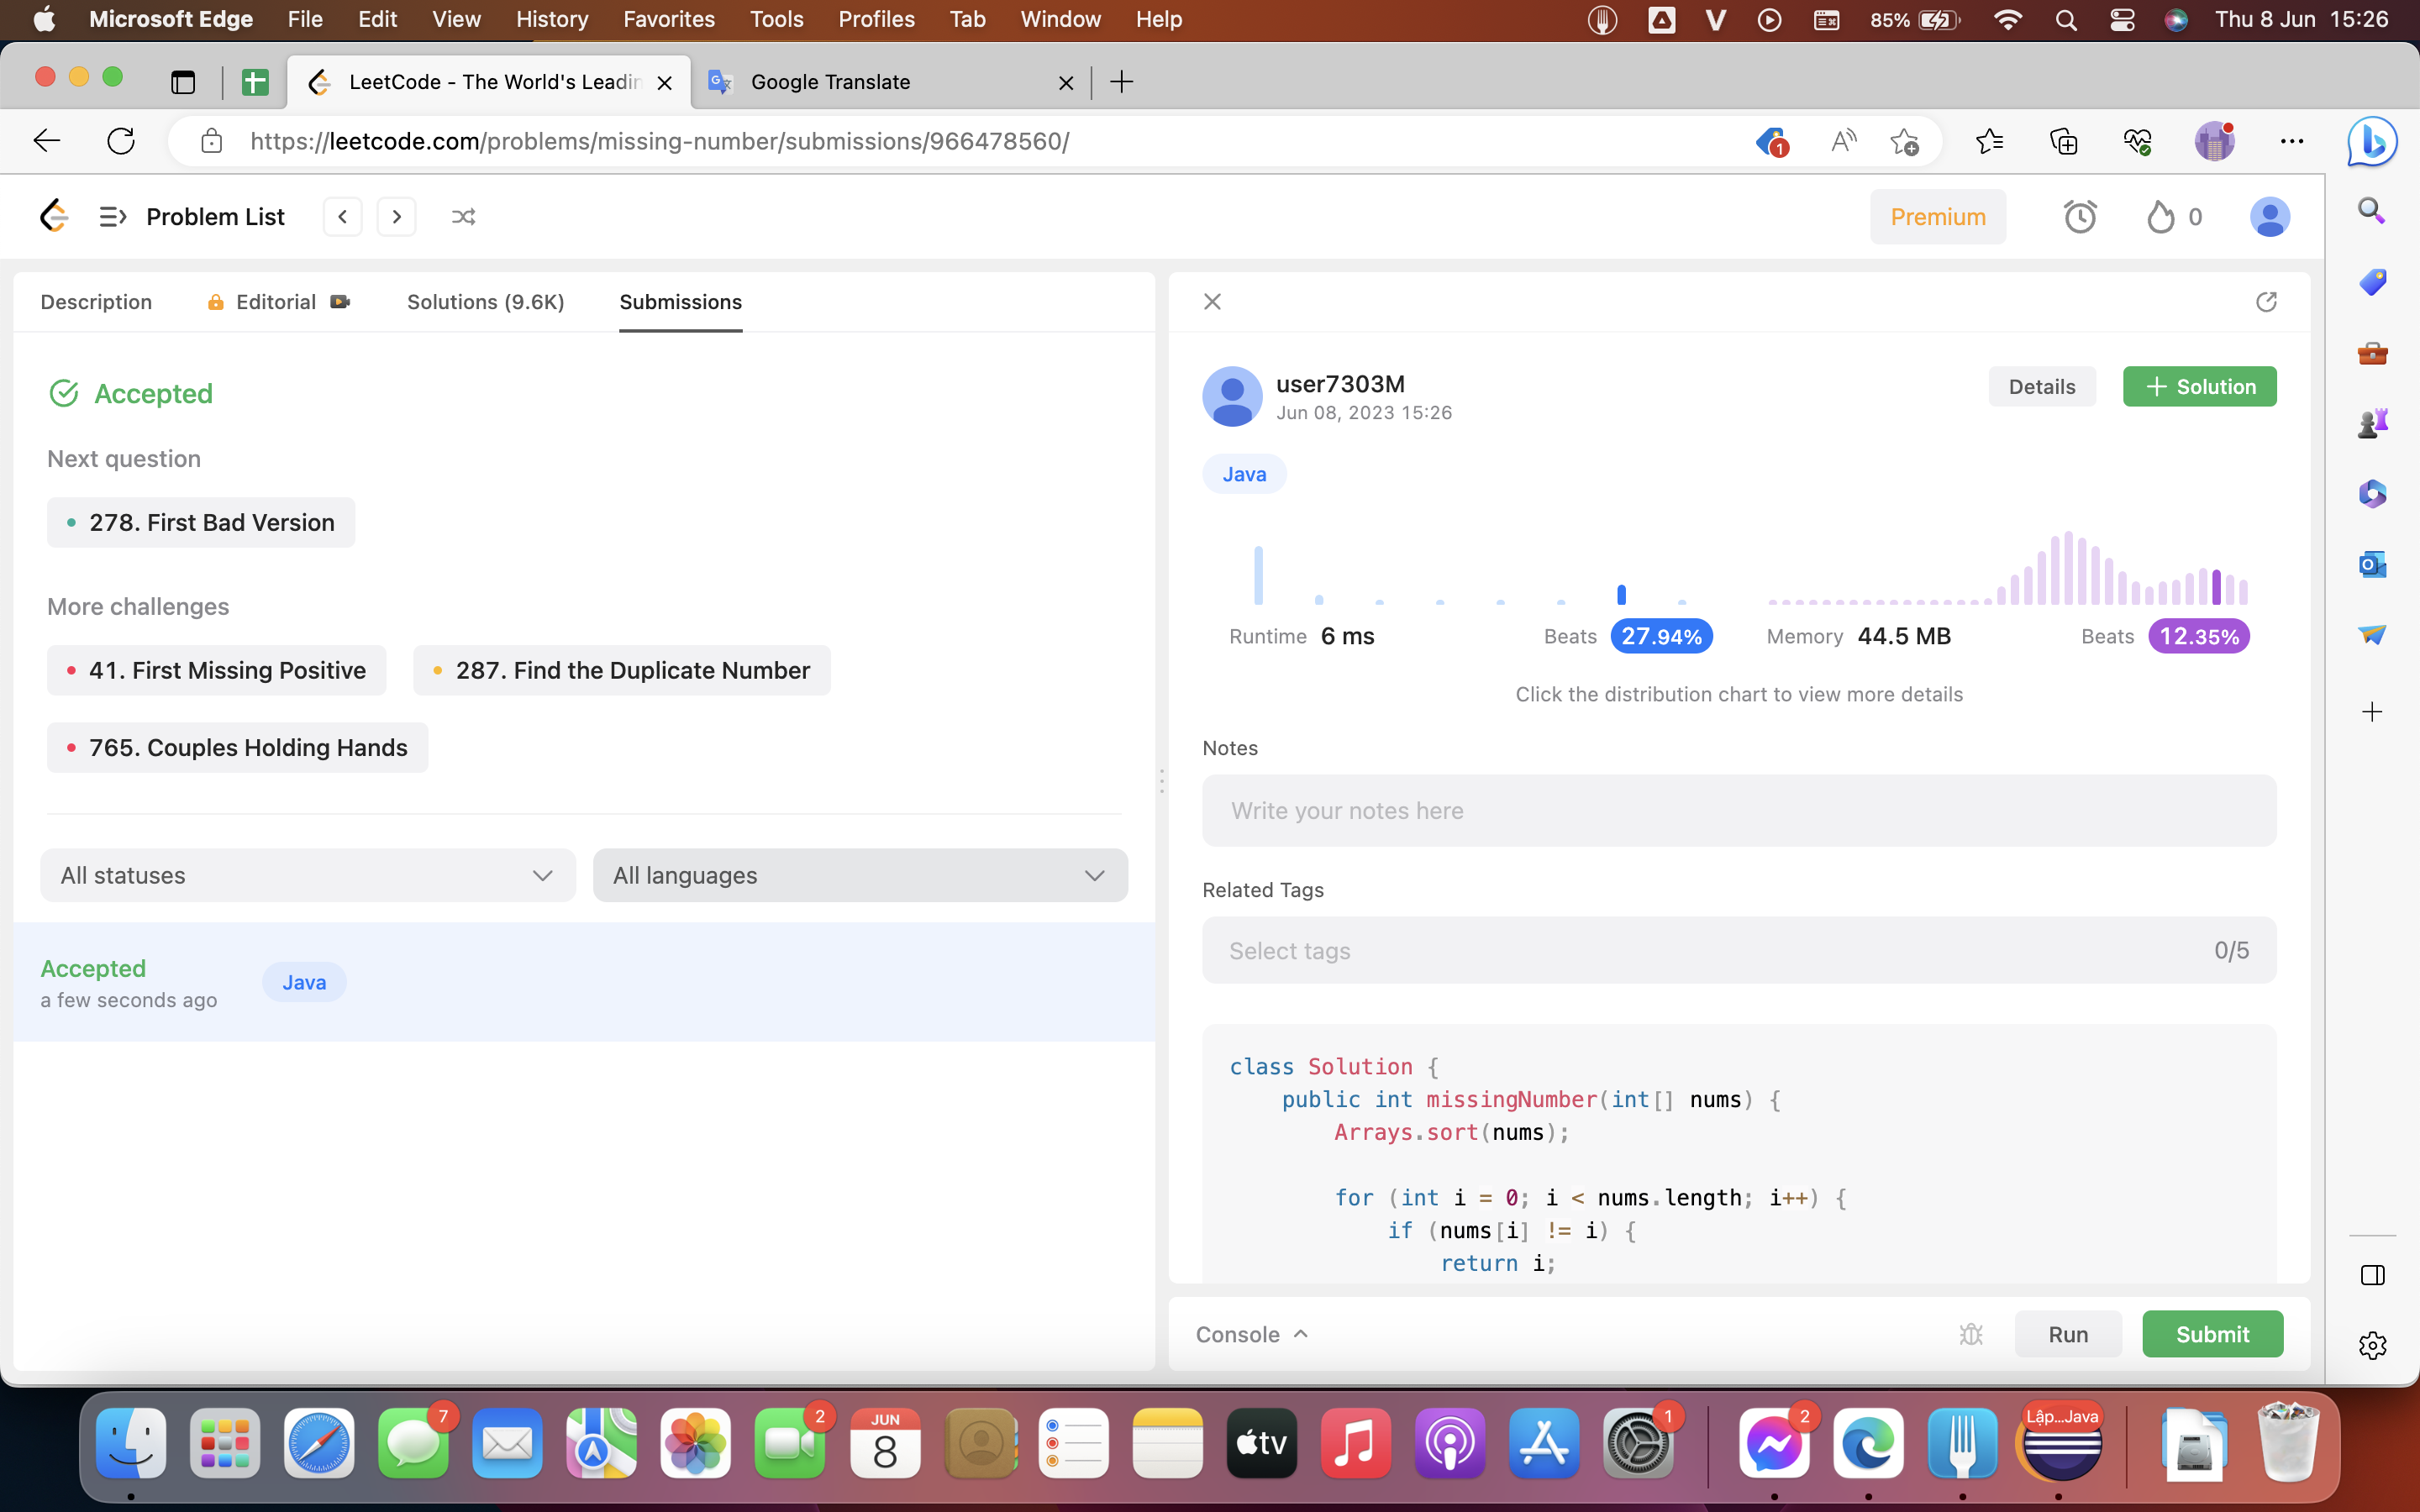 Microsoft Edge File Edit View History Favorites Tools Profiles Tab Window Help 85% Thu 8 Jun 15:26
LeetCode - The World's Leadin
Google Translate
https://leetcode.com/problems/missing-number/submissions/966478560/
1
Problem List
Premium
0
Description
Editorial
Solutions (9.6K)
Submissions
Accepted
Next question
278. First Bad Version
More challenges
41. First Missing Positive
287. Find the Duplicate Number
765. Couples Holding Hands
All statuses
All languages
Accepted
a few seconds ago
Java
user7303M
Jun 08, 2023 15:26
Details
Solution
Java
Runtime 6 ms
Beats 27.94%
Memory 44.5 MB
Beats 12.35%
Click the distribution chart to view more details
Notes
Write your notes here
Related Tags
Select tags
0/5
class Solution {
public int missingNumber(int[] nums) {
Arrays.sort(nums);
for (int i = 0; i < nums.length; i++) {
if (nums[i] != i) {
return i;
Console
Run
Submit
7
2
JUN
8
tv
1
2
Lập...Java